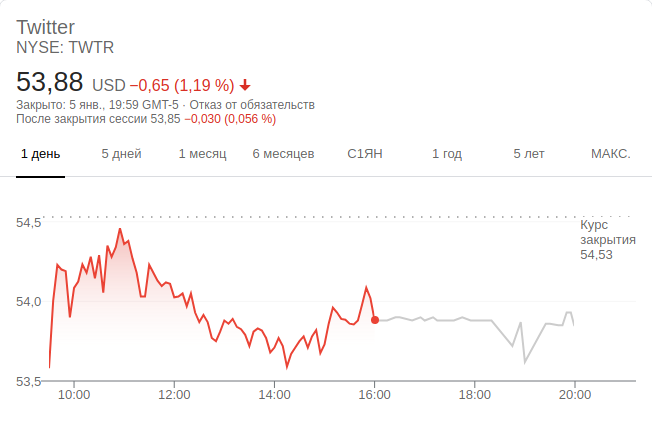 Twitter
NYSE: TWTR
53,88 USD −0,65 (1,19 %)
Закрыто: 5 янв., 19:59 GMT-5 · Отказ от обязательств
После закрытия сессии 53,85 −0,030 (0,056 %)
1 день 5 дней 1 месяц 6 месяцев С1ЯН 1 год 5 лет МАКС.
54,5
Курс
закрытия
54,53
54,0
53,5
10:00 12:00 14:00 16:00 18:00 20:00